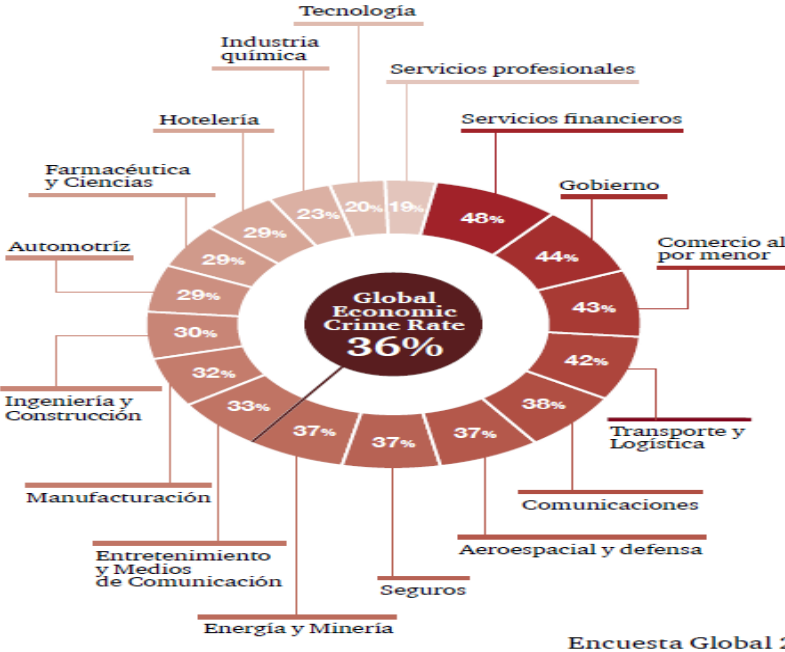 Tecnología
Industria
química
Servicios profesionales
Hotelería
Servicios financieros
Farmacéutica
y Ciencias
Gobierno
Automotríz
Comercio al
por menor
23%
20%
19%
48%
29%
44%
29%
29%
43%
Global
Economic
Crime Rate
36%
30%
42%
32%
38%
33%
37%
37%
37%
Ingeniería y
Construcción
Transporte y
Logística
Manufacturación
Comunicaciones
Entretenimiento
y Medios
de Comunicación
Aeroespacial y defensa
Seguros
Energía y Minería
Encuesta Global